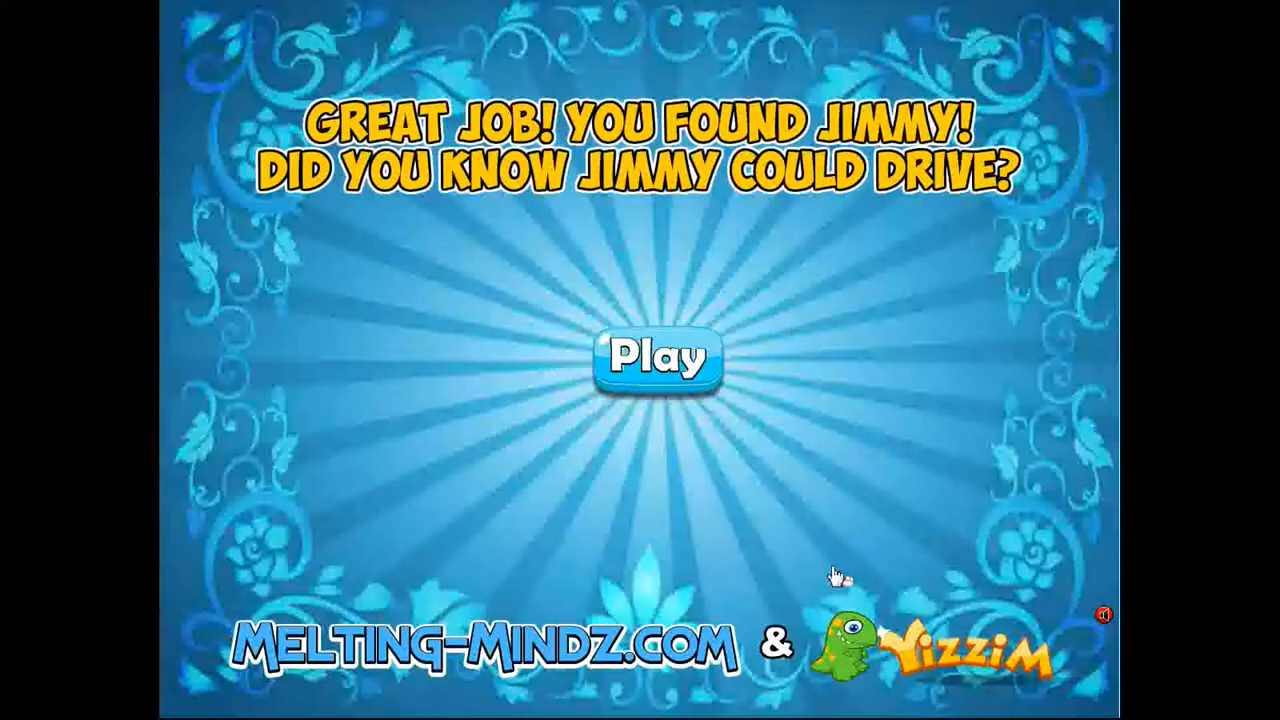 GREAT JOB! YOU FOUND JIMMY!
DID YOU KNOW JIMMY COULD DRIVE?
Play
MELTING-MINDZ.COM & YIZZIM